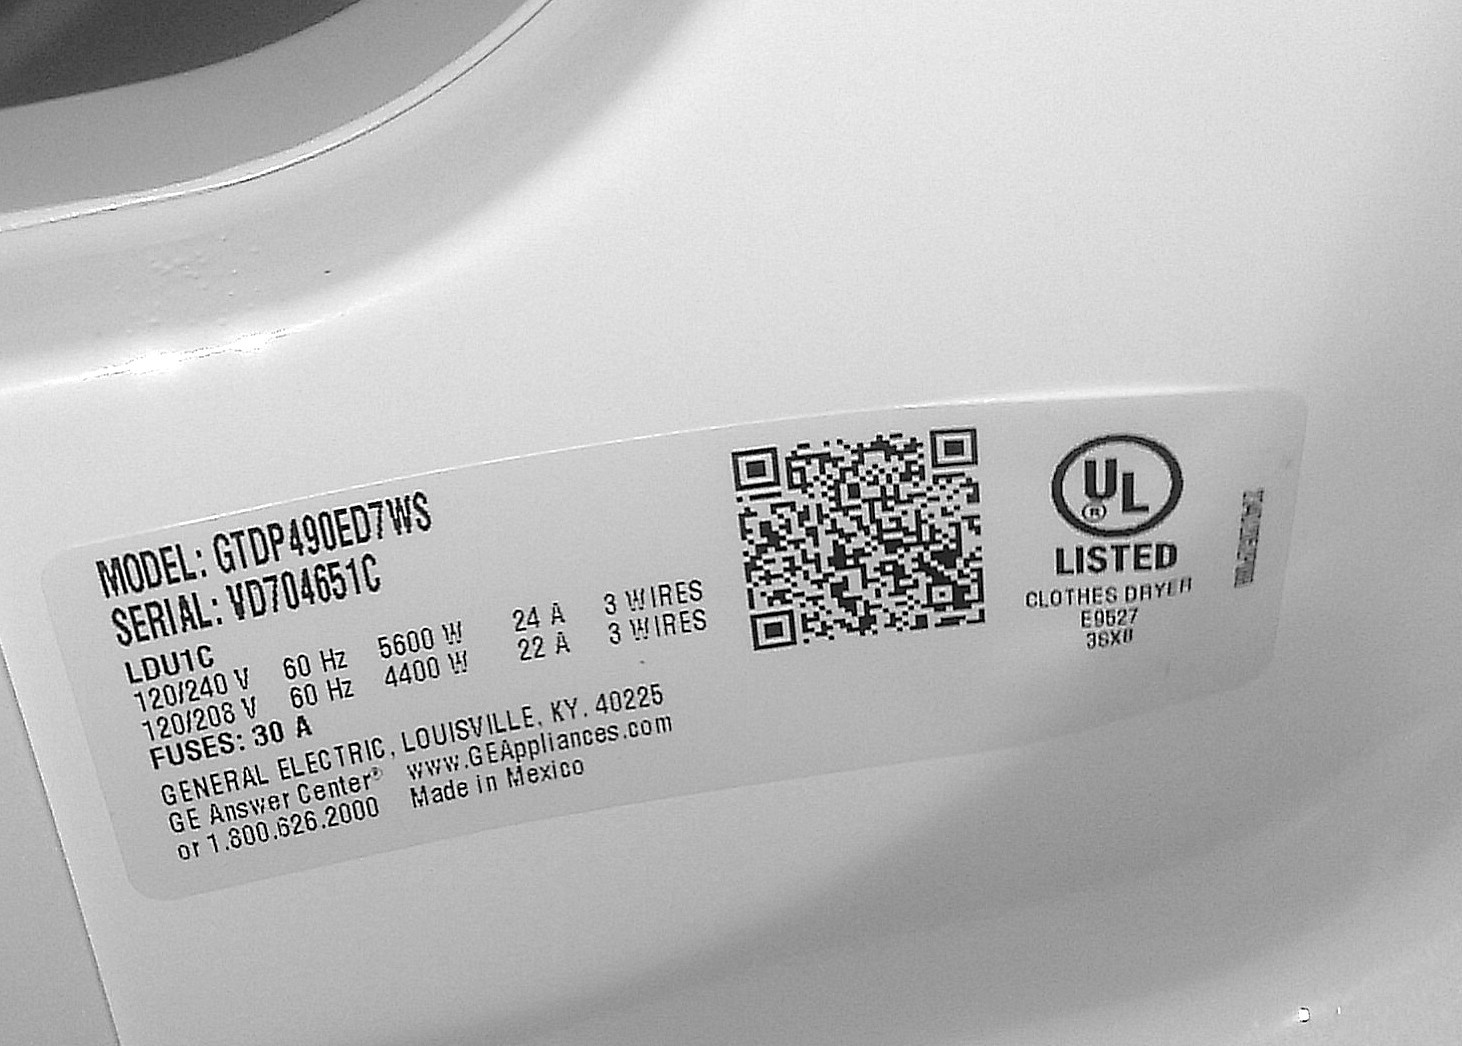 MODEL: GTDP490ED7WS
SERIAL: VD704651C
LDU1C
120/240 V 60 Hz 5600 W 24 A 3 WIRES
120/208 V 60 Hz 4400 W 22 A 3 WIRES
FUSES: 30 A
GENERAL ELECTRIC, LOUISVILLE, KY. 40225
GE Answer Center® www.GEAppliances.com
or 1.800.626.2000 Made in Mexico
UL
®
LISTED
CLOTHES DRYER
E9527